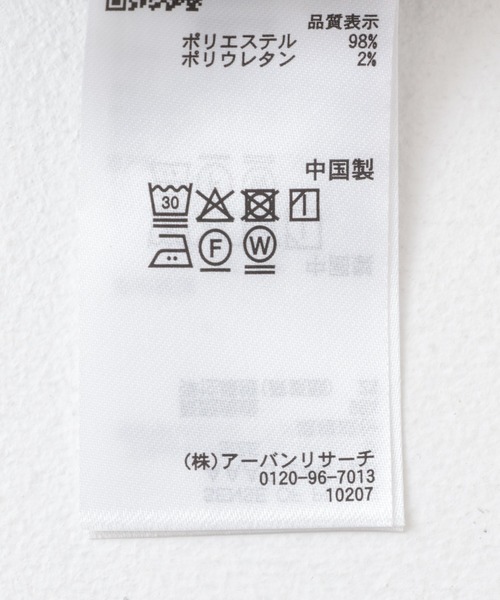 品質表示
ポリエステル 98%
ポリウレタン 2%
中国製
30
F W
(株)アーバンリサーチ
0120-96-7013
10207